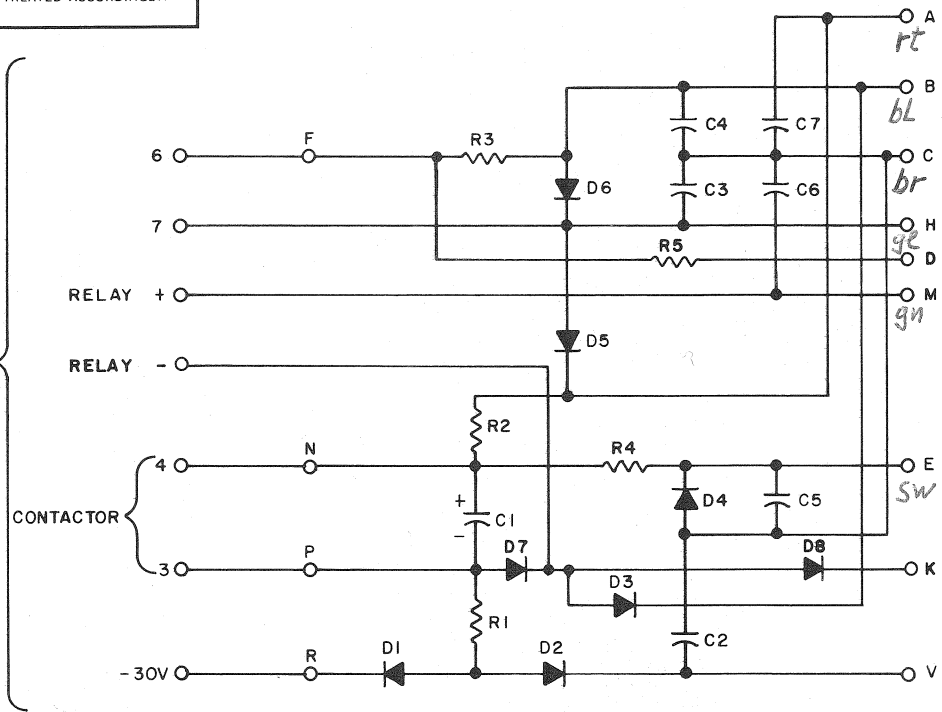 A
rt
B
bL
C4 C7
F R3
6 C
br
D6 C3 C6
7 H
ge
R5 D
RELAY + M
gn
RELAY -
D5
R2
N R4
4 E
sw
+
C1
-
D4 C5
CONTACTOR
P D7 D8
3 K
D3
R1
C2
R D1 D2
-30V V